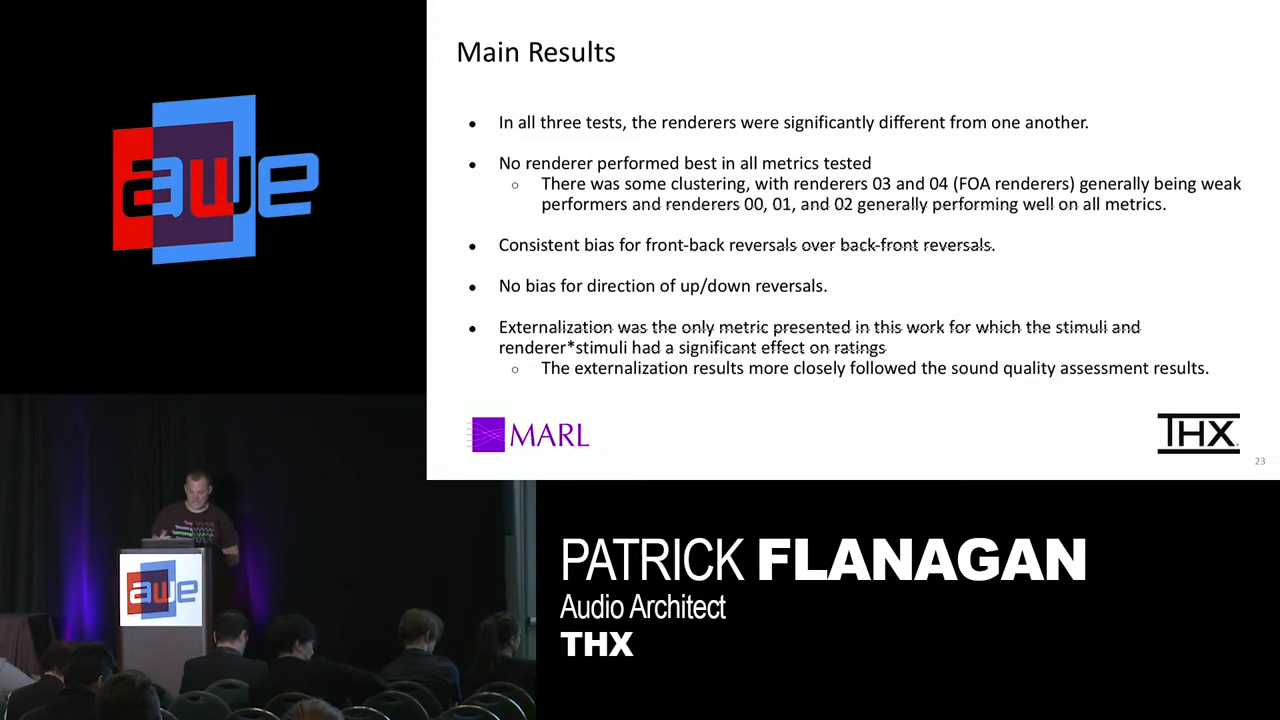 awe
Main Results
● In all three tests, the renderers were significantly different from one another.
● No renderer performed best in all metrics tested
○ There was some clustering, with renderers 03 and 04 (FOA renderers) generally being weak
performers and renderers 00, 01, and 02 generally performing well on all metrics.
● Consistent bias for front-back reversals over back-front reversals.
● No bias for direction of up/down reversals.
● Externalization was the only metric presented in this work for which the stimuli and
renderer*stimuli had a significant effect on ratings
○ The externalization results more closely followed the sound quality assessment results.
MARL
THX
23
awe
PATRICK FLANAGAN
Audio Architect
THX